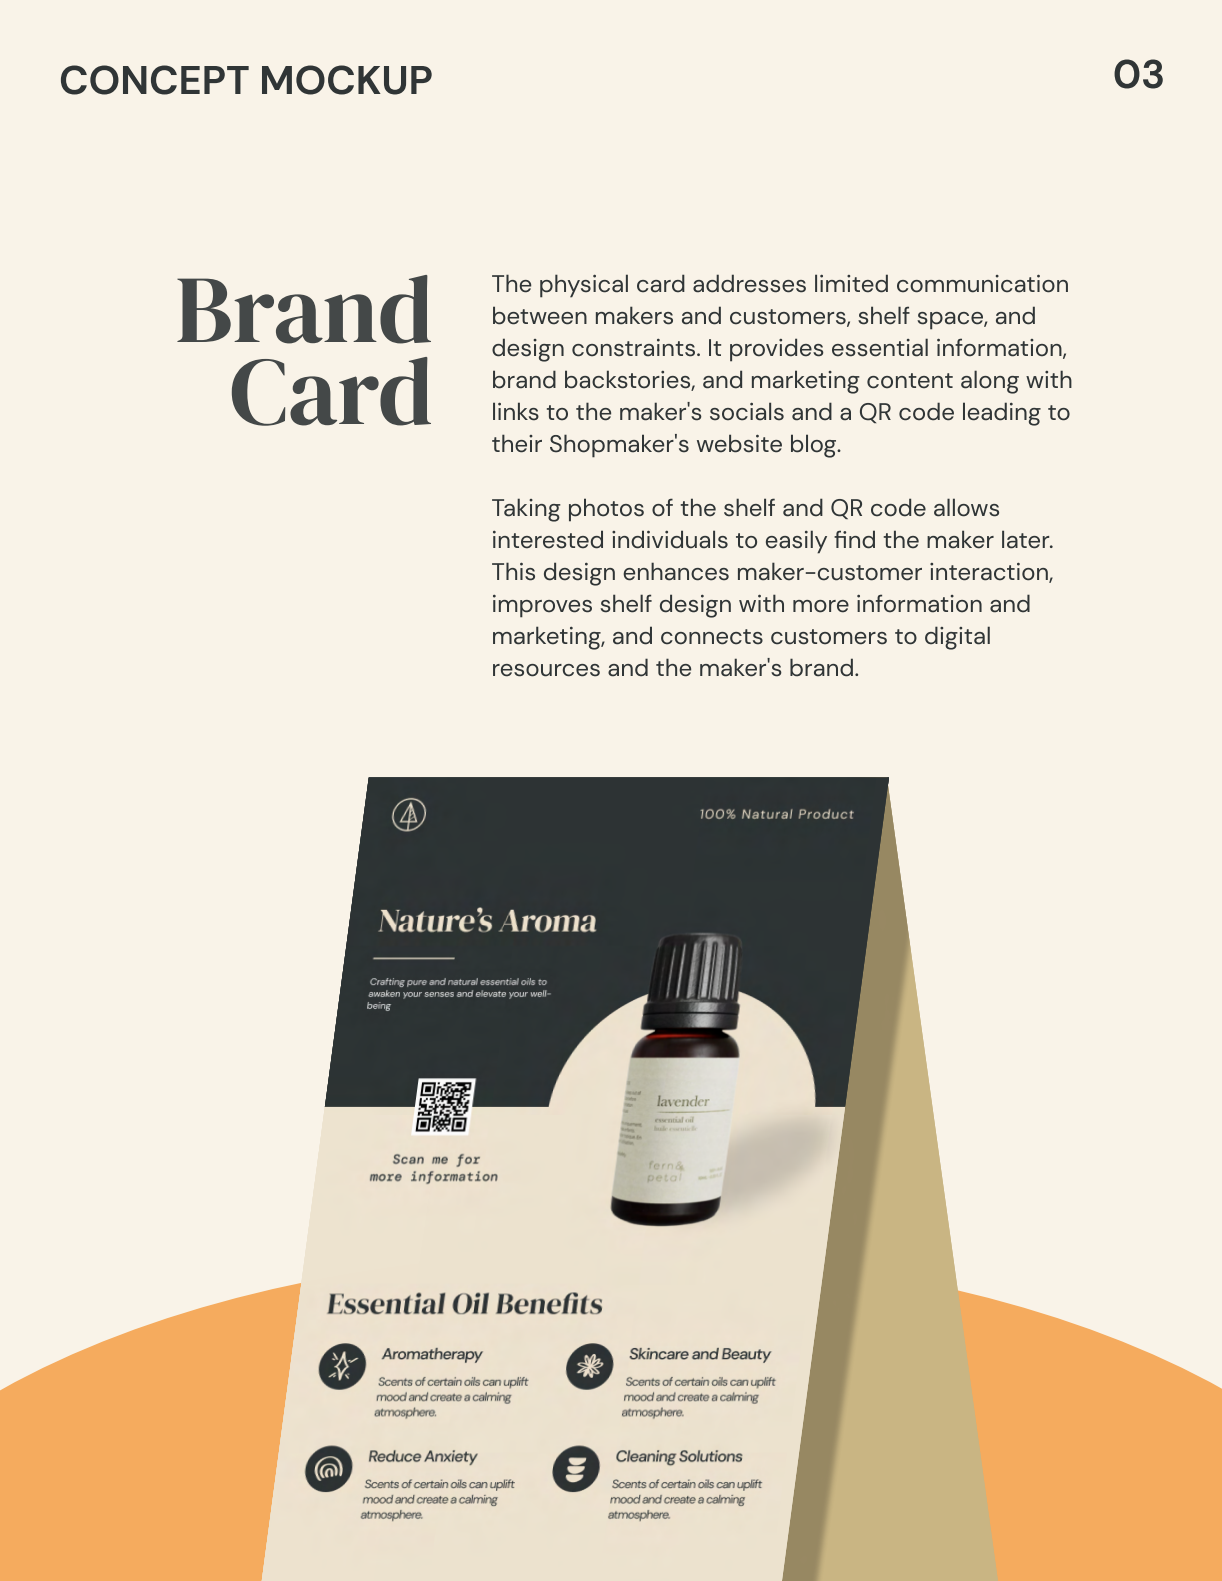 CONCEPT MOCKUP
03
Brand
Card
The physical card addresses limited communication
between makers and customers, shelf space, and
design constraints. It provides essential information,
brand backstories, and marketing content along with
links to the maker's socials and a QR code leading to
their Shopmaker's website blog.
Taking photos of the shelf and QR code allows
interested individuals to easily find the maker later.
This design enhances maker-customer interaction,
improves shelf design with more information and
marketing, and connects customers to digital
resources and the maker's brand.
100% Natural Product
Nature's Aroma
Crafting pure and natural essential oils to
awaken your senses and elevate your well-
being
lavender
essential oil
fern&
petal
Scan me for
more information
Essential Oil Benefits
Aromatherapy
Scents of certain oils can uplift
mood and create a calming
atmosphere.
Skincare and Beauty
Scents of certain oils can uplift
mood and create a calming
atmosphere.
Reduce Anxiety
Scents of certain oils can uplift
mood and create a calming
atmosphere.
Cleaning Solutions
Scents of certain oils can uplift
mood and create a calming
atmosphere.